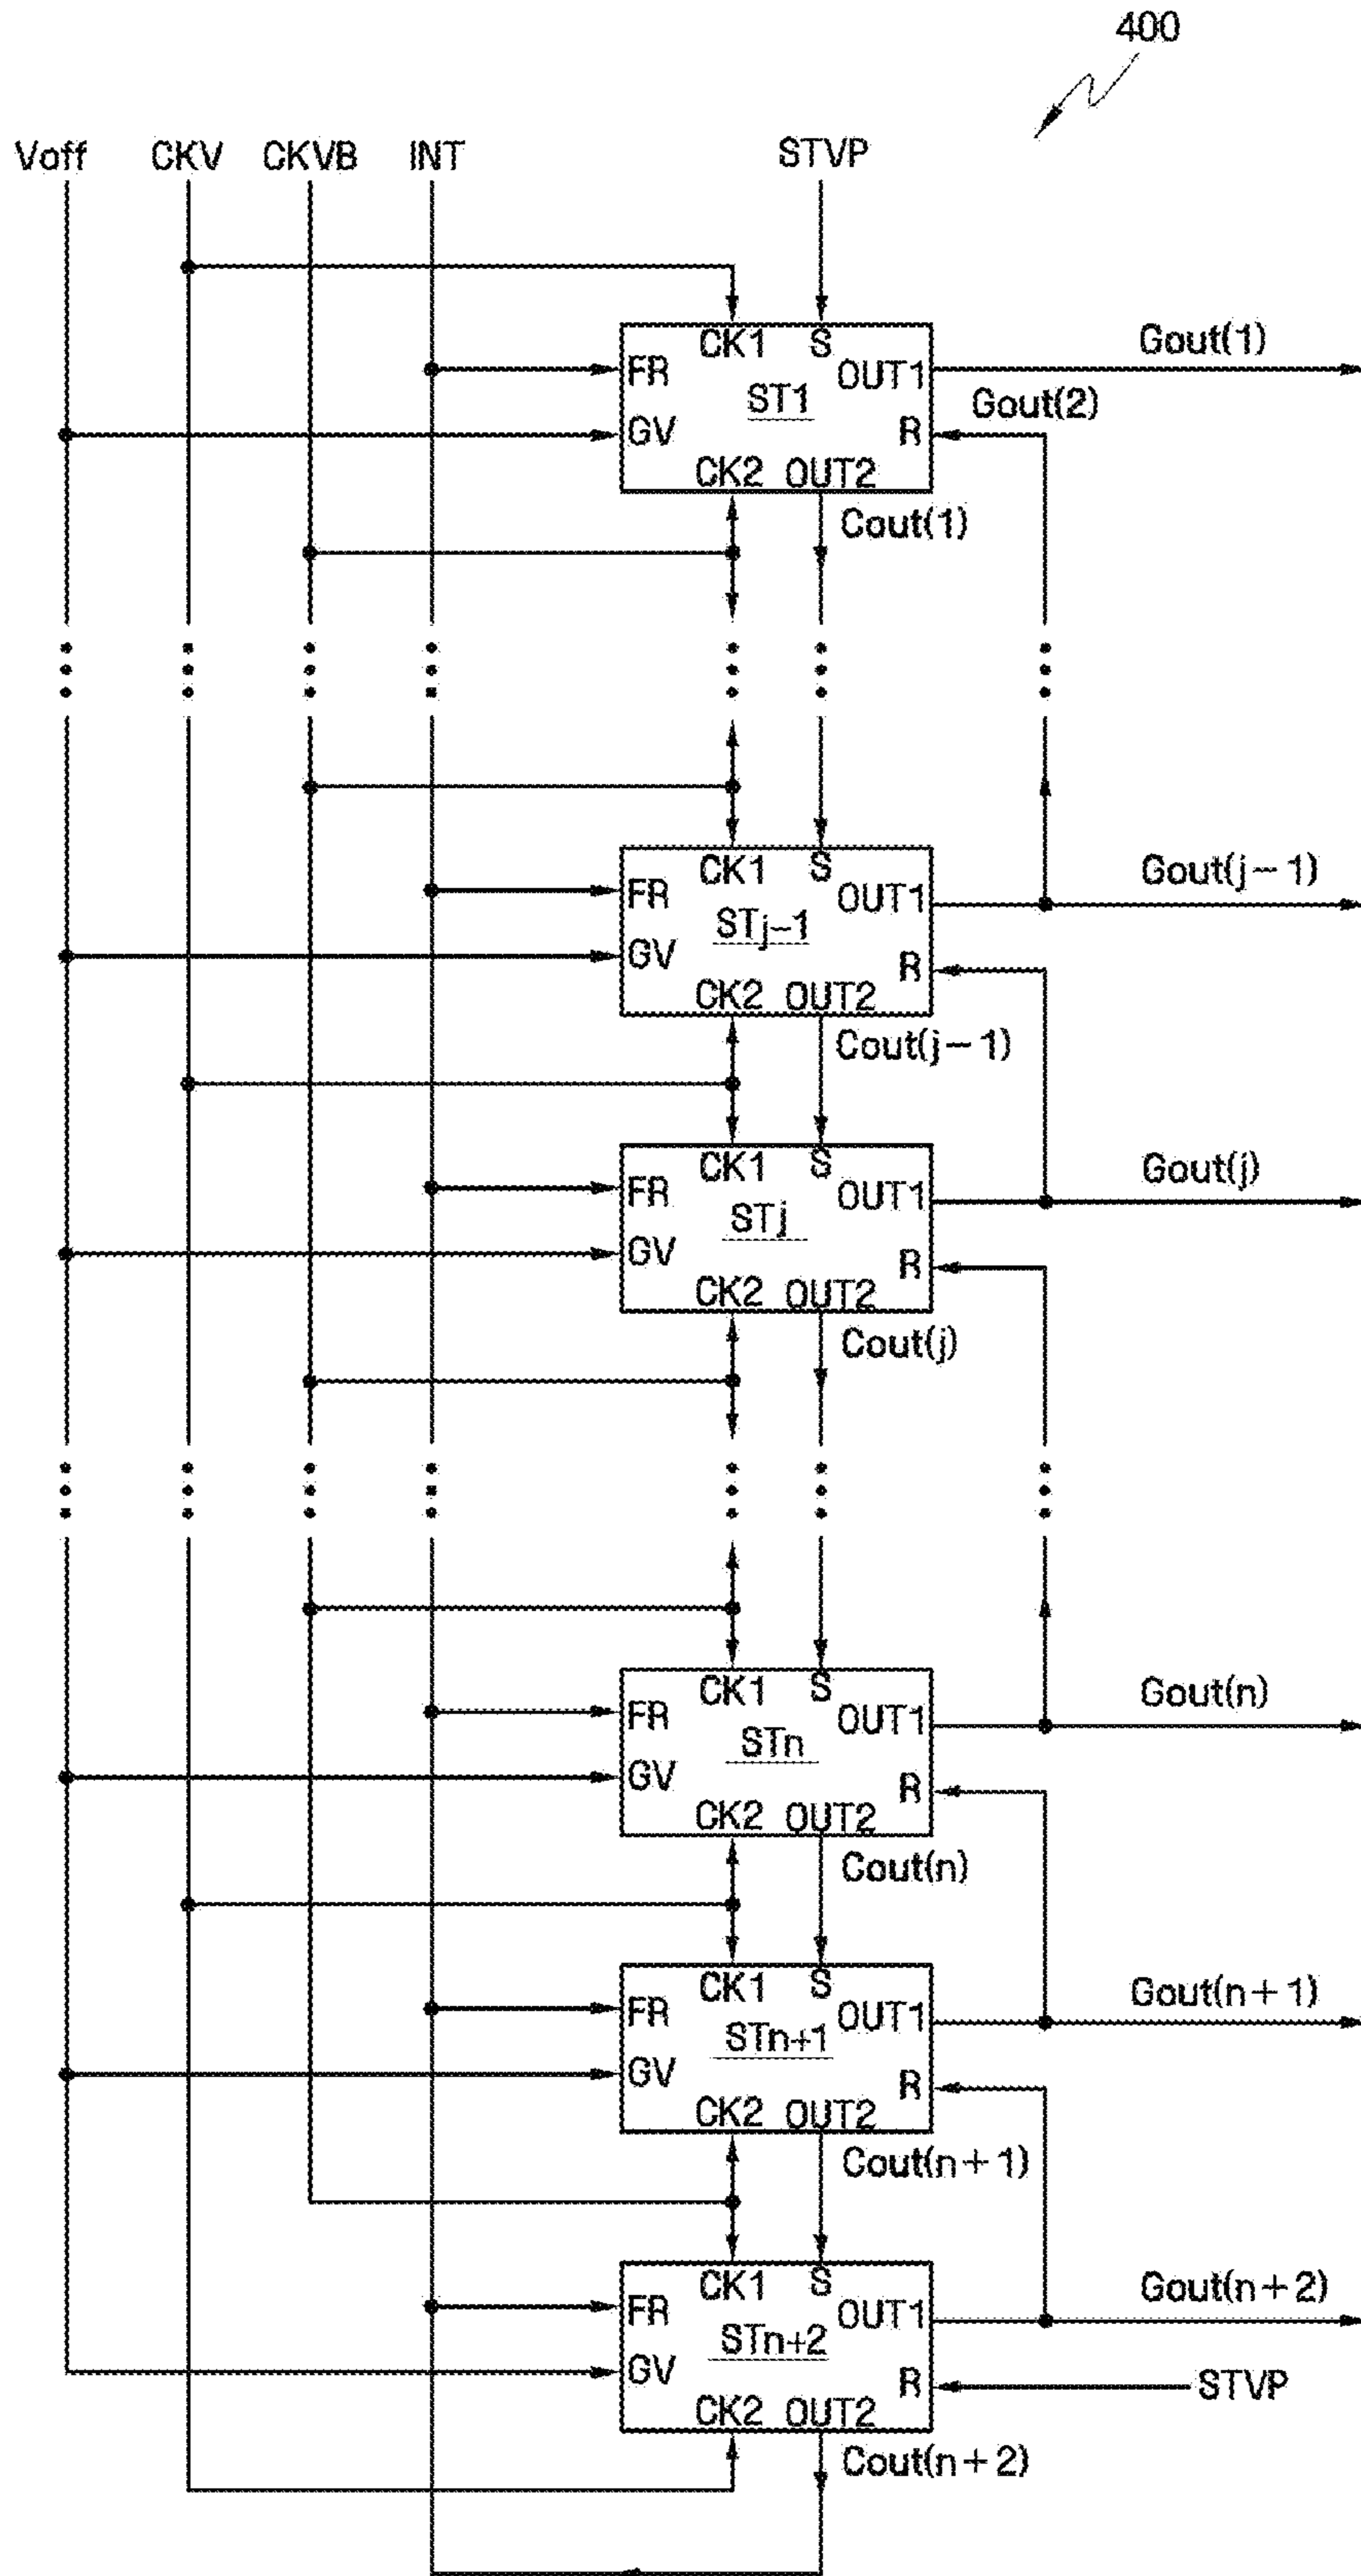 400
Voff CKV CKVB INT STVP
CK1 S
FR OUT1 Gout(1)
ST1 Gout(2)
GV R
CK2 OUT2
Cout(1)
CK1 S
FR OUT1 Gout(j-1)
STj-1
GV R
CK2 OUT2
Cout(j-1)
CK1 S
FR OUT1 Gout(j)
STj
GV R
CK2 OUT2
Cout(j)
CK1 S
FR OUT1 Gout(n)
STn
GV R
CK2 OUT2
Cout(n)
CK1 S
FR OUT1 Gout(n+1)
STn+1
GV R
CK2 OUT2
Cout(n+1)
CK1 S
FR OUT1 Gout(n+2)
STn+2
GV R STVP
CK2 OUT2
Cout(n+2)